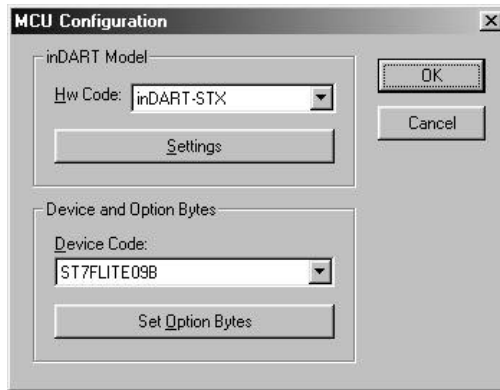 MCU Configuration
inDART Model
Hw Code: inDART-STX
Settings
OK
Cancel
Device and Option Bytes
Device Code:
ST7FLITE09B
Set Option Bytes